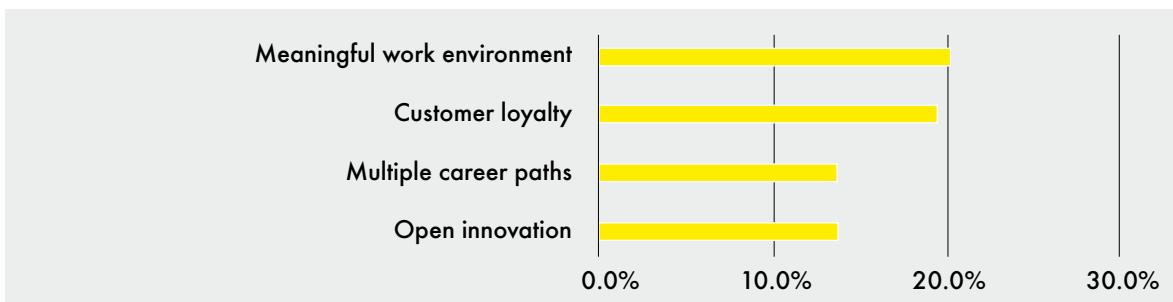 Meaningful work environment
Customer loyalty
Multiple career paths
Open innovation
0.0% 10.0% 20.0% 30.0%